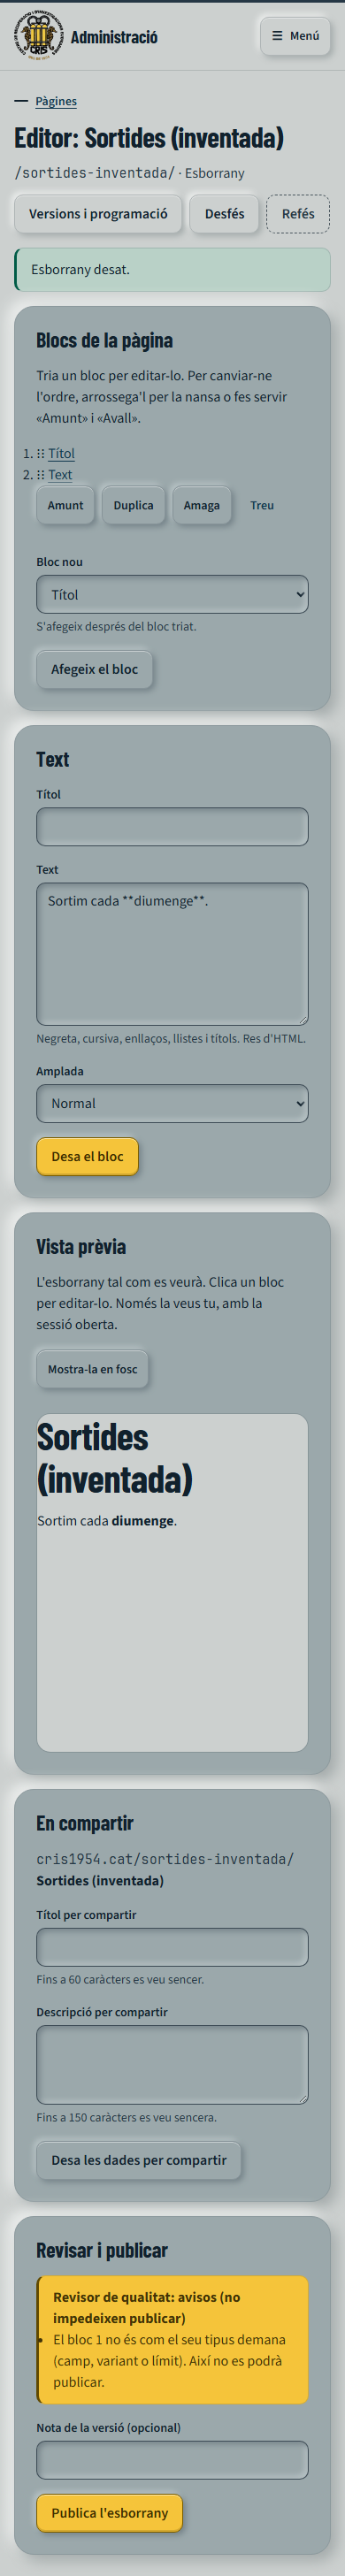 CRIS
Administració
☰ Menú
— Pàgines
Editor: Sortides (inventada)
/sortides-inventada/ · Esborrany
Versions i programació
Desfés
Refés
Esborrany desat.
Blocs de la pàgina
Tria un bloc per editar-lo. Per canviar-ne
l'ordre, arrossega'l per la nansa o fes servir
«Amunt» i «Avall».
1. ⠿ Títol
2. ⠿ Text
Amunt
Duplica
Amaga
Treu
Bloc nou
Títol
S'afegeix després del bloc triat.
Afegeix el bloc
Text
Títol
Text
Sortim cada **diumenge**.
Negreta, cursiva, enllaços, llistes i títols. Res d'HTML.
Amplada
Normal
Desa el bloc
Vista prèvia
L'esborrany tal com es veurà. Clica un bloc
per editar-lo. Només la veus tu, amb la
sessió oberta.
Mostra-la en fosc
Sortides
(inventada)
Sortim cada diumenge.
En compartir
cris1954.cat/sortides-inventada/
Sortides (inventada)
Títol per compartir
Fins a 60 caràcters es veu sencer.
Descripció per compartir
Fins a 150 caràcters es veu sencera.
Desa les dades per compartir
Revisar i publicar
Revisor de qualitat: avisos (no
impedeixen publicar)
• El bloc 1 no és com el seu tipus demana
(camp, variant o límit). Així no es podrà
publicar.
Nota de la versió (opcional)
Publica l'esborrany